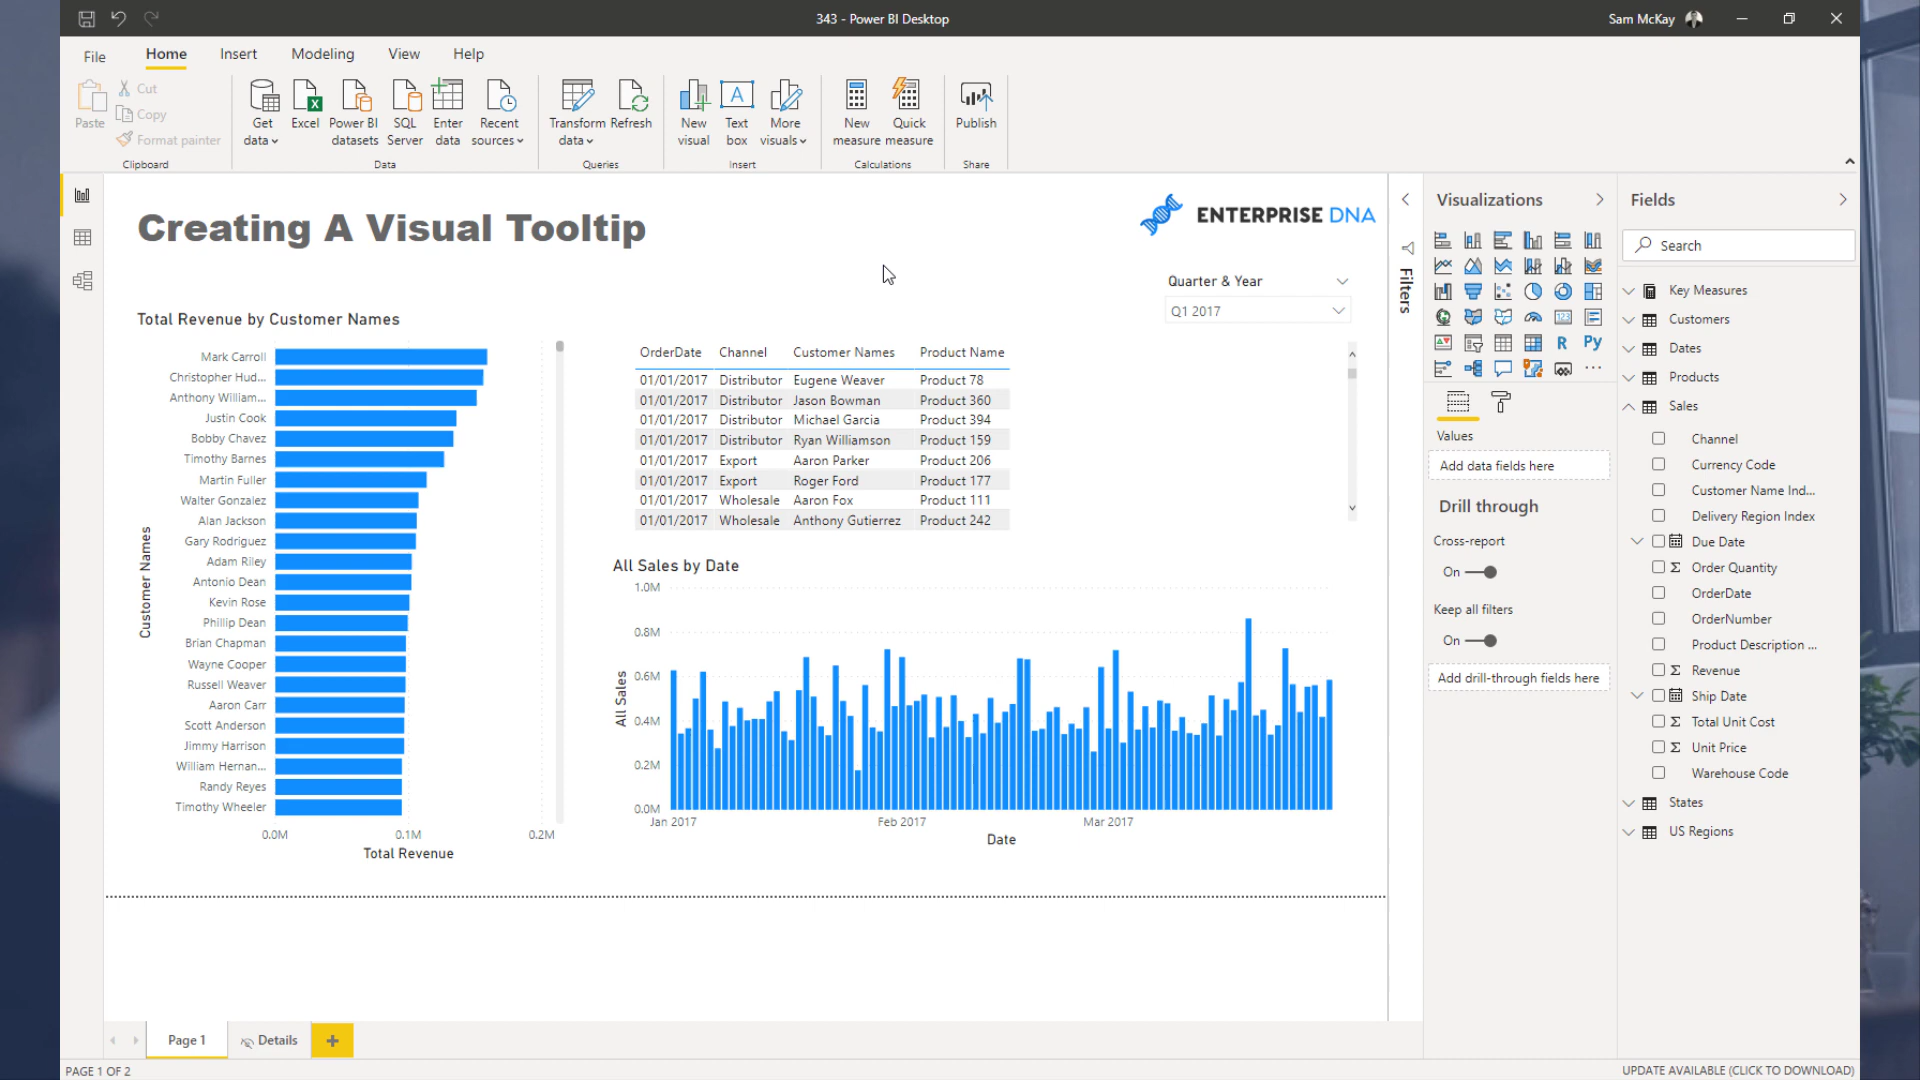 343 - Power BI Desktop
Sam McKay
File
Home
Insert
Modeling
View
Help
Paste
Cut
Copy
Format painter
Clipboard
Get data
Excel
Power BI datasets
SQL Server
Enter data
Recent sources
Data
Transform data
Refresh
Queries
New visual
Text box
More visuals
Insert
New measure
Quick measure
Calculations
Publish
Share
Creating A Visual Tooltip
ENTERPRISE DNA
Quarter & Year
Q1 2017
Total Revenue by Customer Names
Customer Names
Mark Carroll
Christopher Hud...
Anthony William...
Justin Cook
Bobby Chavez
Timothy Barnes
Martin Fuller
Walter Gonzalez
Alan Jackson
Gary Rodriguez
Adam Riley
Antonio Dean
Kevin Rose
Phillip Dean
Brian Chapman
Wayne Cooper
Russell Weaver
Aaron Carr
Scott Anderson
Jimmy Harrison
William Hernan...
Randy Reyes
Timothy Wheeler
0.0M 0.1M 0.2M
Total Revenue
OrderDate Channel Customer Names Product Name
01/01/2017 Distributor Eugene Weaver Product 78
01/01/2017 Distributor Jason Bowman Product 360
01/01/2017 Distributor Michael Garcia Product 394
01/01/2017 Distributor Ryan Williamson Product 159
01/01/2017 Export Aaron Parker Product 206
01/01/2017 Export Roger Ford Product 177
01/01/2017 Wholesale Aaron Fox Product 111
01/01/2017 Wholesale Anthony Gutierrez Product 242
All Sales by Date
All Sales
1.0M
0.8M
0.6M
0.4M
0.2M
0.0M
Jan 2017 Feb 2017 Mar 2017
Date
Filters
Visualizations
R
Py
123
Values
Add data fields here
Drill through
Cross-report
On
Keep all filters
On
Add drill-through fields here
Fields
Search
Key Measures
Customers
Dates
Products
Sales
Channel
Currency Code
Customer Name Ind...
Delivery Region Index
Due Date
Σ Order Quantity
OrderDate
OrderNumber
Product Description ...
Σ Revenue
Ship Date
Σ Total Unit Cost
Σ Unit Price
Warehouse Code
States
US Regions
Page 1
Details
PAGE 1 OF 2
UPDATE AVAILABLE (CLICK TO DOWNLOAD)